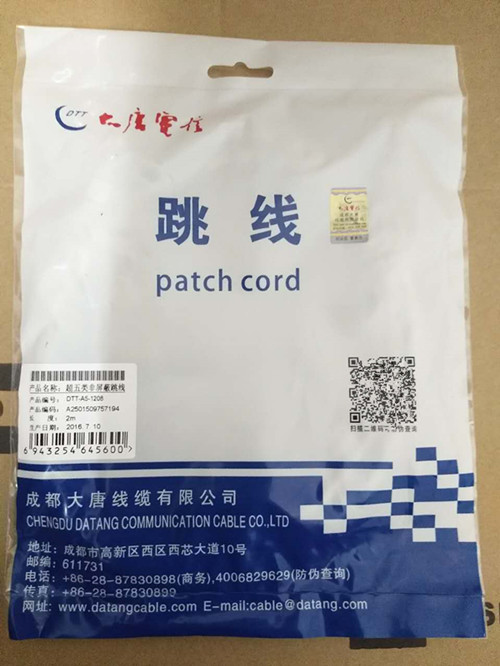 DTT 大唐電信
跳线
patch cord
产品名称: 超五类非屏蔽跳线
产品编号: DTT-A5-1206
产品编码: A2501509757194
长 度: 2m
生产日期: 2016.7.10
6 943254 645600 >
扫描二维码可防伪查询
成都大唐线缆有限公司
CHENGDU DATANG COMMUNICATION CABLE CO.,LTD
地址: 成都市高新区西区西芯大道10号
邮编: 611731
电话: +86-28-87830898(商务),4006829629(防伪查询)
传真: +86-28-87830899
网址: www.datangcable.com E-mail:cable@datang.com